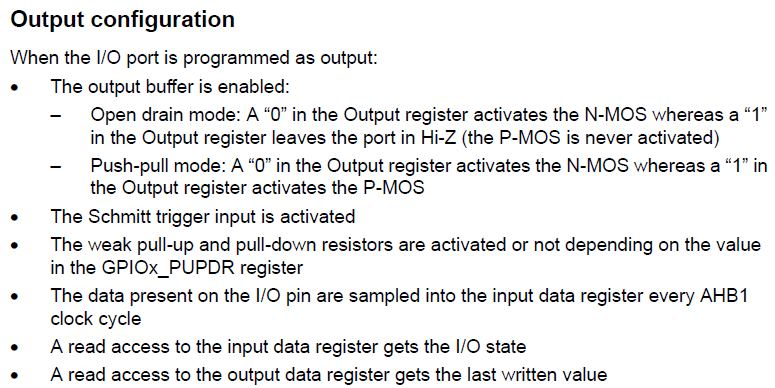 Output configuration
When the I/O port is programmed as output:
• The output buffer is enabled:
– Open drain mode: A “0” in the Output register activates the N-MOS whereas a “1”
in the Output register leaves the port in Hi-Z (the P-MOS is never activated)
– Push-pull mode: A “0” in the Output register activates the N-MOS whereas a “1” in
the Output register activates the P-MOS
• The Schmitt trigger input is activated
• The weak pull-up and pull-down resistors are activated or not depending on the value
in the GPIOx_PUPDR register
• The data present on the I/O pin are sampled into the input data register every AHB1
clock cycle
• A read access to the input data register gets the I/O state
• A read access to the output data register gets the last written value